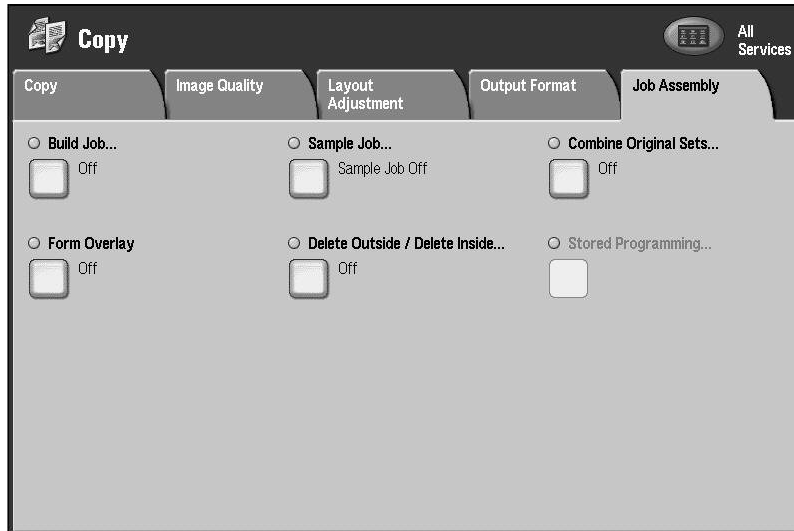 Copy
All
Services
Copy
Image Quality
Layout
Adjustment
Output Format
Job Assembly
Build Job...
Off
Sample Job...
Sample Job Off
Combine Original Sets...
Off
Form Overlay
Off
Delete Outside / Delete Inside...
Off
Stored Programming...